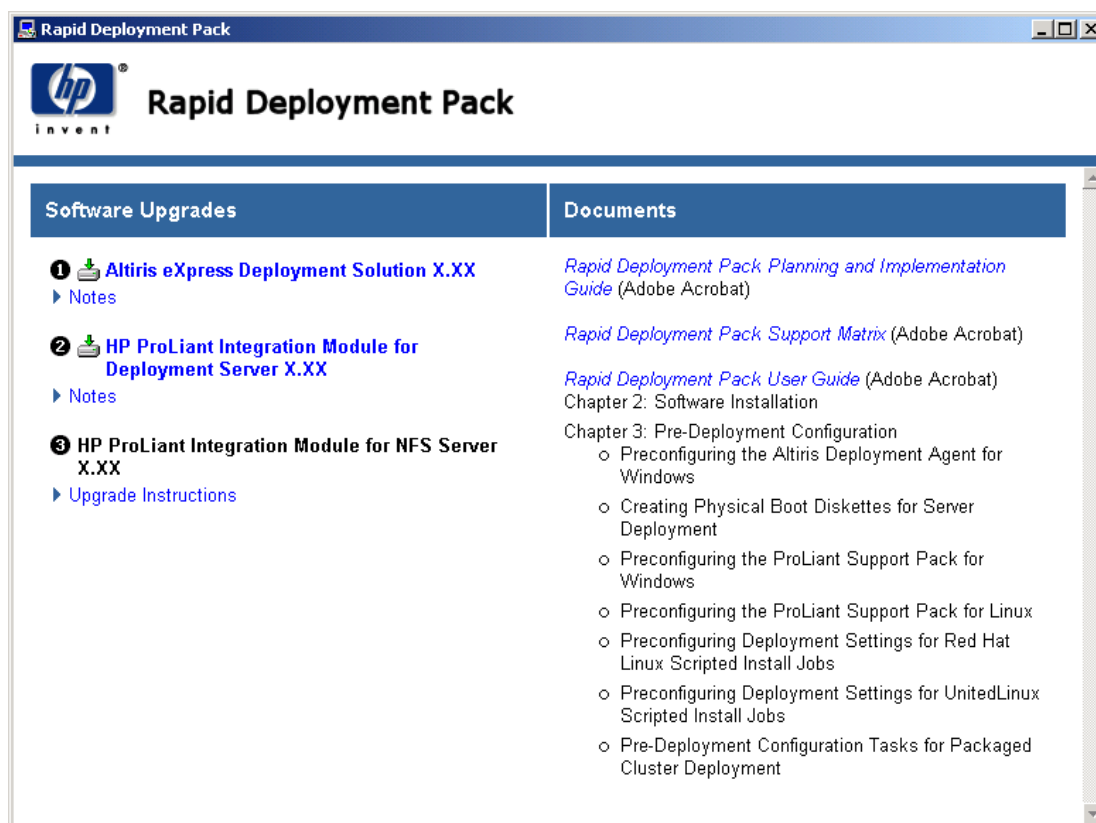 Rapid Deployment Pack
hp
®
invent
Rapid Deployment Pack
Software Upgrades
1 Altiris eXpress Deployment Solution X.XX
Notes
2 HP ProLiant Integration Module for
Deployment Server X.XX
Notes
3 HP ProLiant Integration Module for NFS Server
X.XX
Upgrade Instructions
Documents
Rapid Deployment Pack Planning and Implementation
Guide (Adobe Acrobat)
Rapid Deployment Pack Support Matrix (Adobe Acrobat)
Rapid Deployment Pack User Guide (Adobe Acrobat)
Chapter 2: Software Installation
Chapter 3: Pre-Deployment Configuration
Preconfiguring the Altiris Deployment Agent for
Windows
Creating Physical Boot Diskettes for Server
Deployment
Preconfiguring the ProLiant Support Pack for
Windows
Preconfiguring the ProLiant Support Pack for Linux
Preconfiguring Deployment Settings for Red Hat
Linux Scripted Install Jobs
Preconfiguring Deployment Settings for UnitedLinux
Scripted Install Jobs
Pre-Deployment Configuration Tasks for Packaged
Cluster Deployment